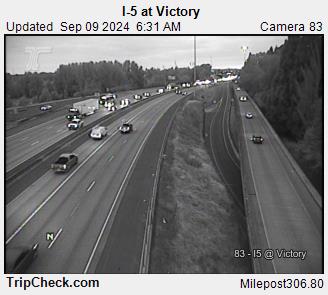 I-5 at Victory
Updated Sep 09 2024 6:31 AM Camera 83
N
83 - I5 @ Victory
TripCheck.com Milepost306.80